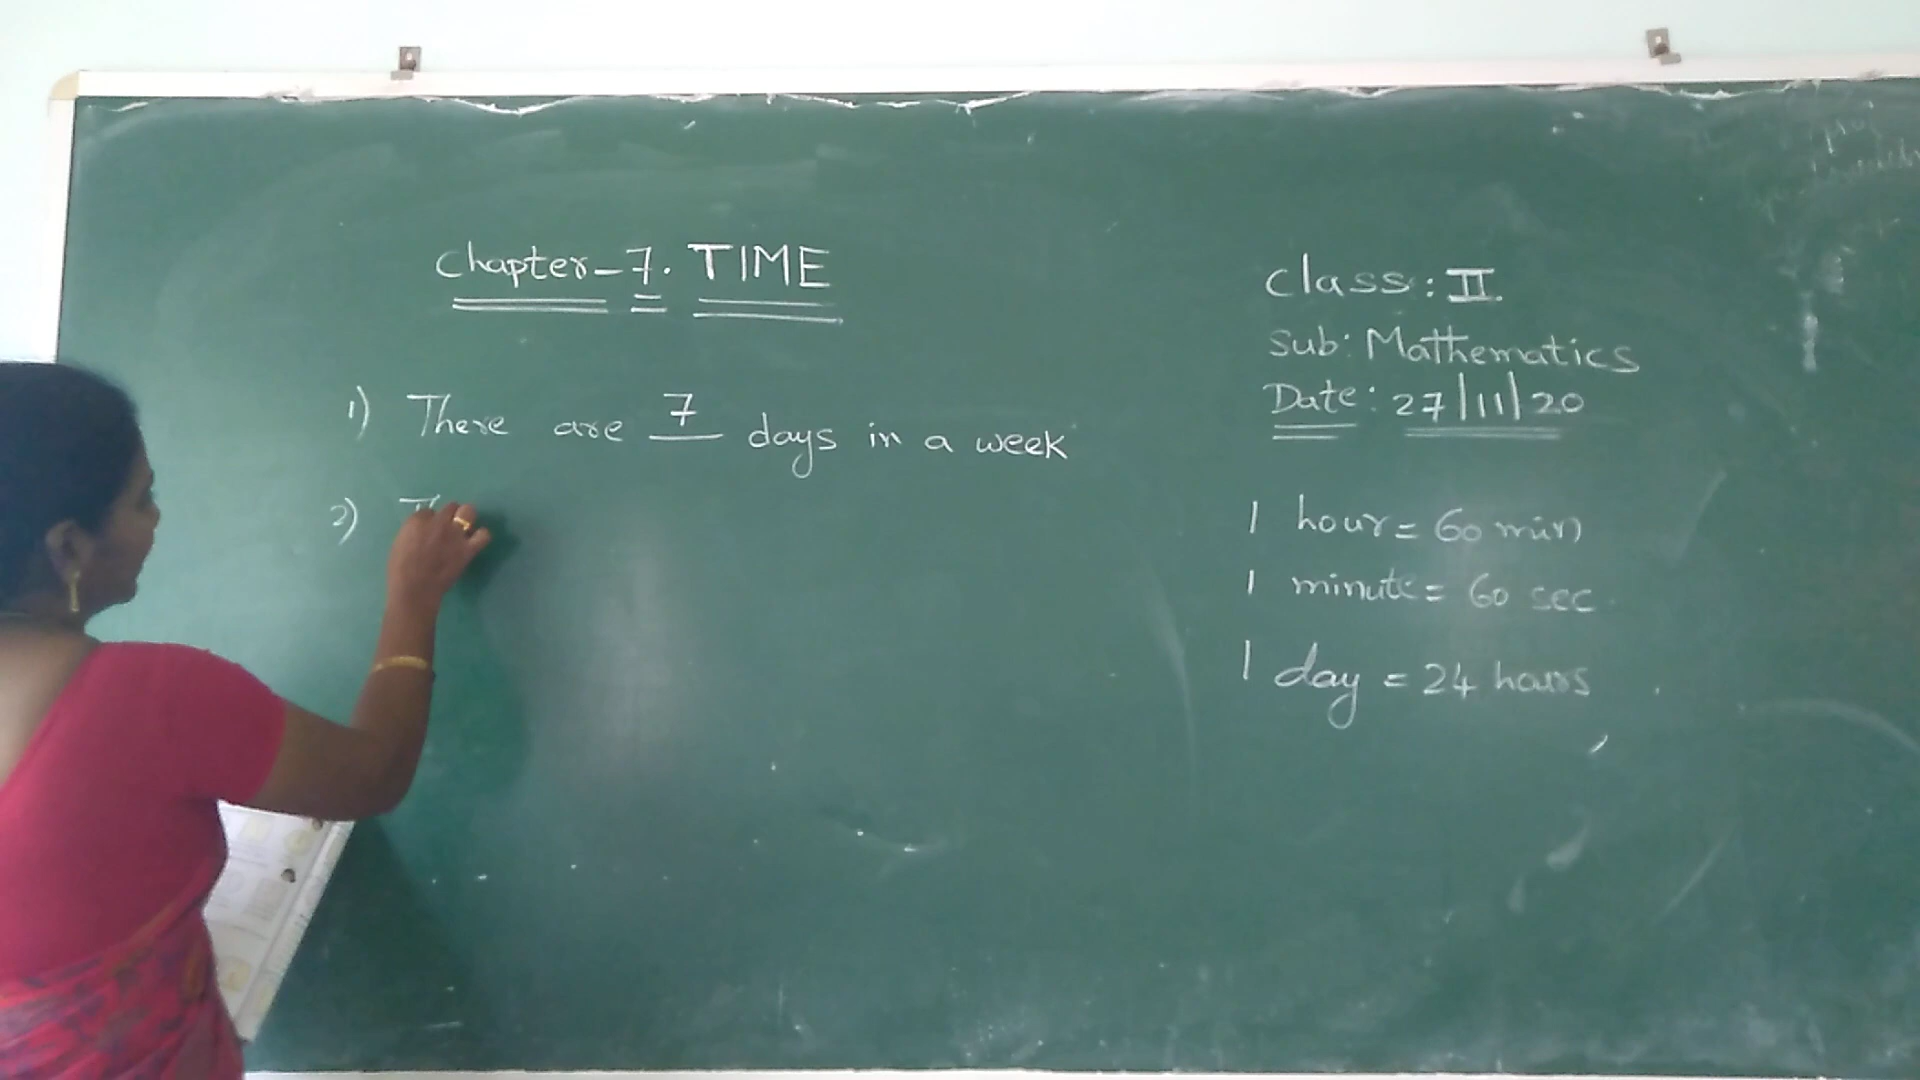 Chapter-7. TIME
1) There are 7 days in a week
2) Th
Class: II.
Sub: Mathematics
Date: 27/11/20
1 hour = 60 min
1 minute = 60 sec
1 day = 24 hours